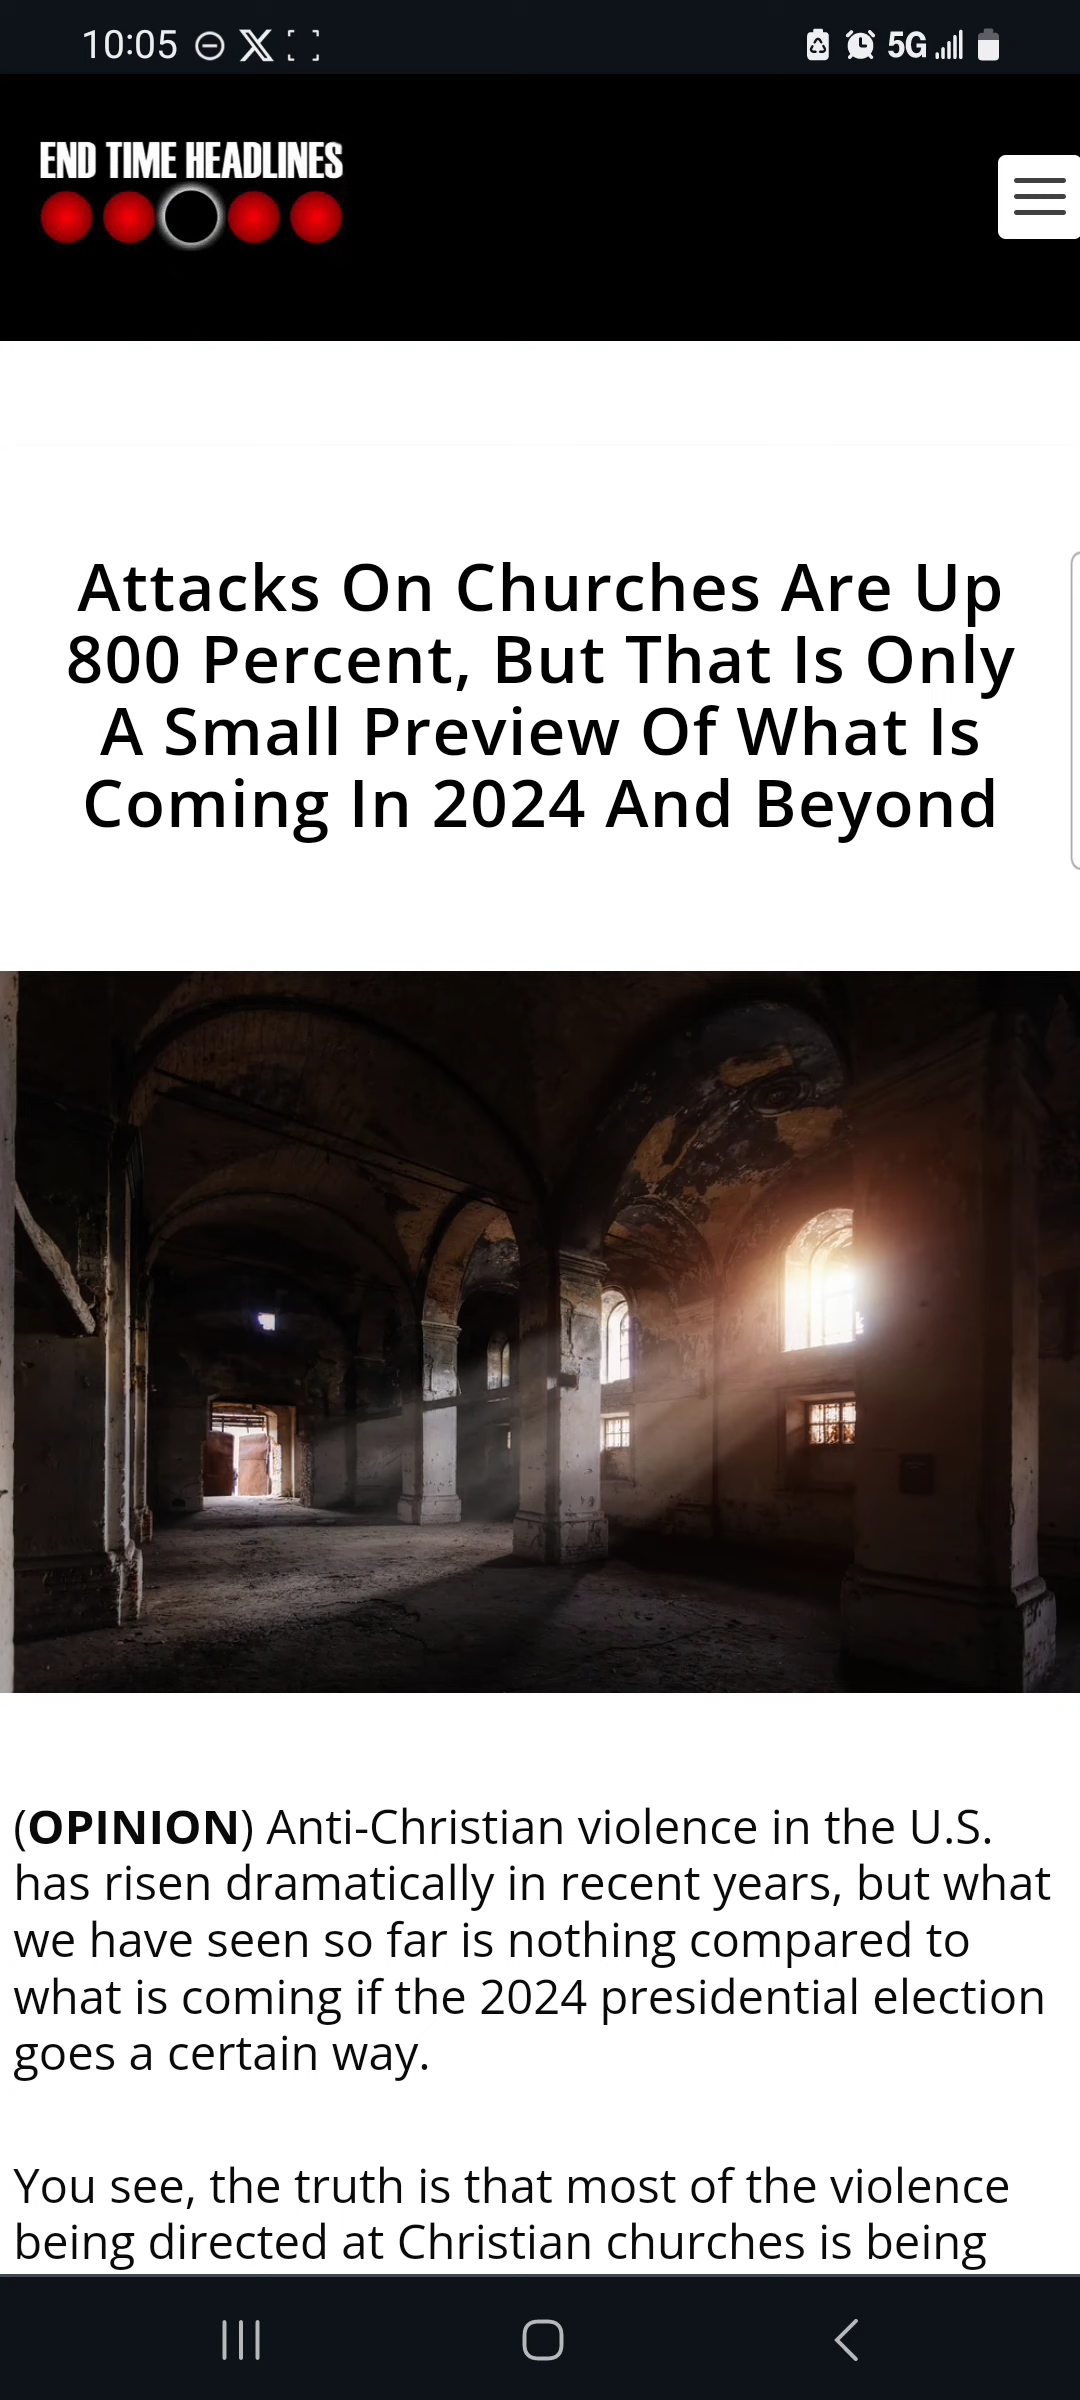 10:05 5G
END TIME HEADLINES
Attacks On Churches Are Up
800 Percent, But That Is Only
A Small Preview Of What Is
Coming In 2024 And Beyond
(OPINION) Anti-Christian violence in the U.S.
has risen dramatically in recent years, but what
we have seen so far is nothing compared to
what is coming if the 2024 presidential election
goes a certain way.
You see, the truth is that most of the violence
being directed at Christian churches is being